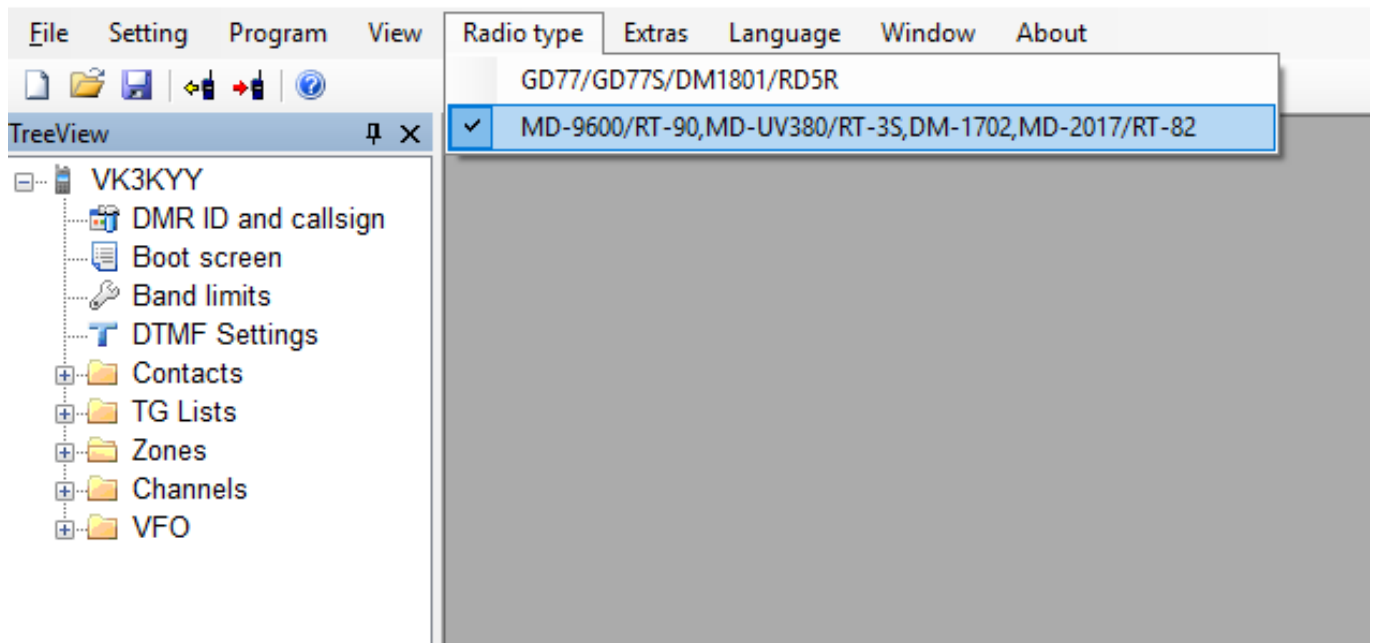 File Setting Program View Radio type Extras Language Window About
GD77/GD77S/DM1801/RD5R
MD-9600/RT-90,MD-UV380/RT-3S,DM-1702,MD-2017/RT-82
TreeView
VK3KYY
DMR ID and callsign
Boot screen
Band limits
DTMF Settings
Contacts
TG Lists
Zones
Channels
VFO